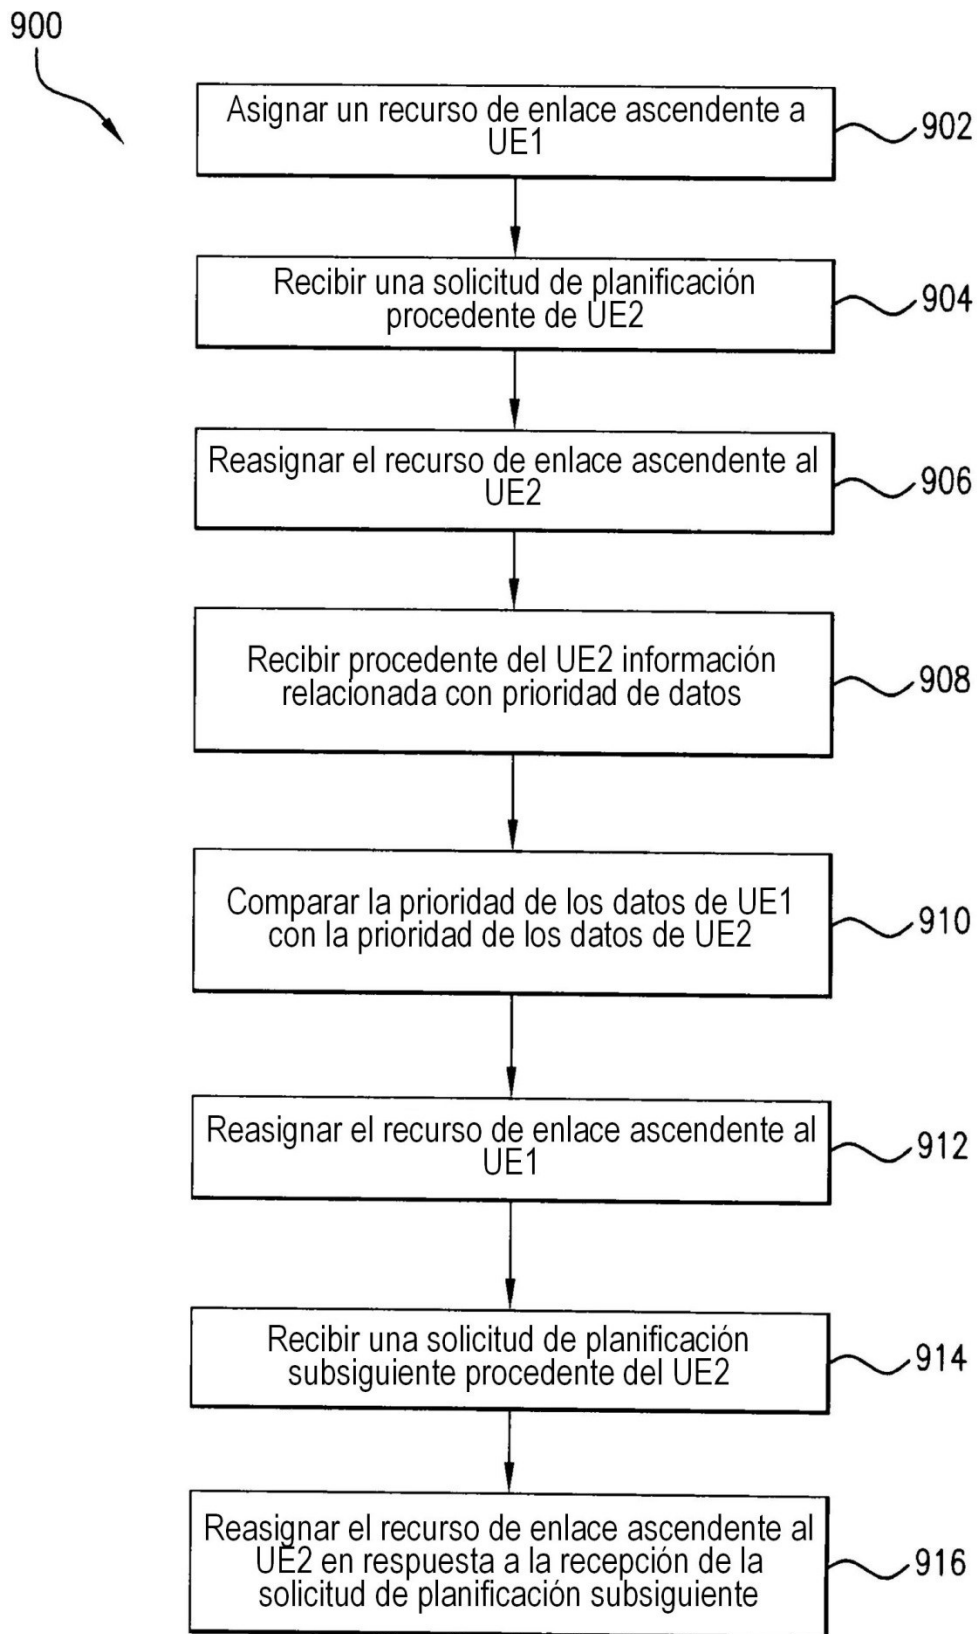 900
Asignar un recurso de enlace ascendente a
UE1
902
Recibir una solicitud de planificación
procedente de UE2
904
Reasignar el recurso de enlace ascendente al
UE2
906
Recibir procedente del UE2 información
relacionada con prioridad de datos
908
Comparar la prioridad de los datos de UE1
con la prioridad de los datos de UE2
910
Reasignar el recurso de enlace ascendente al
UE1
912
Recibir una solicitud de planificación
subsiguiente procedente del UE2
914
Reasignar el recurso de enlace ascendente al
UE2 en respuesta a la recepción de la
solicitud de planificación subsiguiente
916